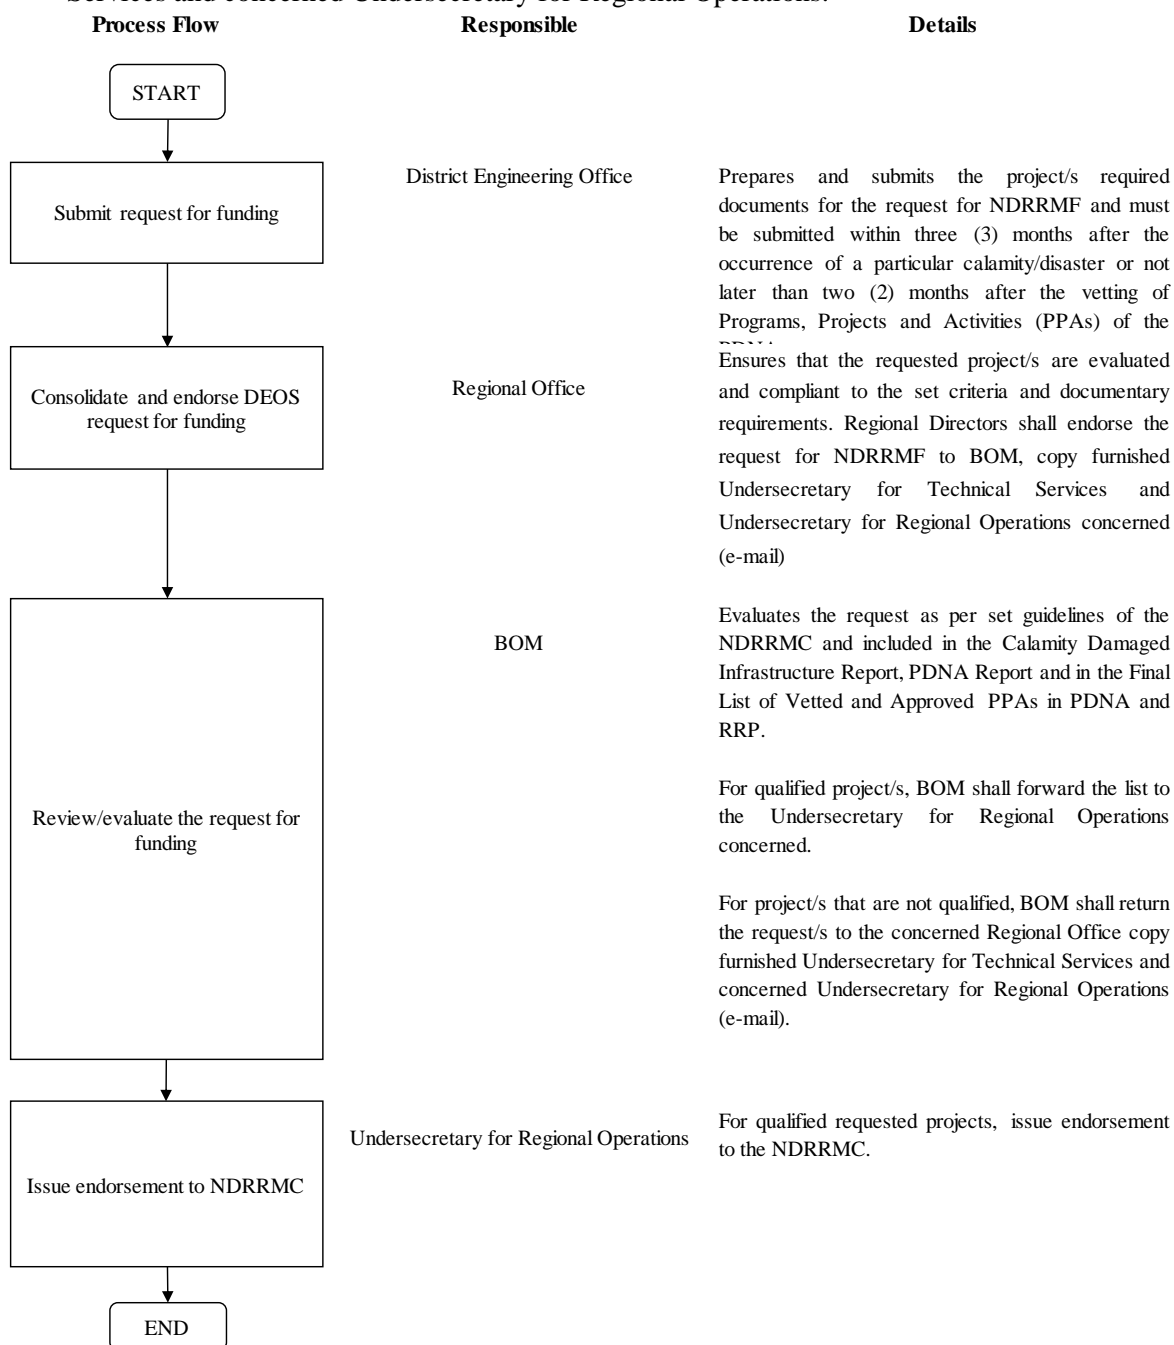 Services and concerned Undersecretary for Regional Operations.
Process Flow
Responsible
Details
START
Submit request for funding
District Engineering Office
Prepares and submits the project/s required
documents for the request for NDRRMF and must
be submitted within three (3) months after the
occurrence of a particular calamity/disaster or not
later than two (2) months after the vetting of
Programs, Projects and Activities (PPAs) of the
Consolidate and endorse DEOS
request for funding
Regional Office
Ensures that the requested project/s are evaluated
and compliant to the set criteria and documentary
requirements. Regional Directors shall endorse the
request for NDRRMF to BOM, copy furnished
Undersecretary for Technical Services and
Undersecretary for Regional Operations concerned
(e-mail)
Review/evaluate the request for
funding
BOM
Evaluates the request as per set guidelines of the
NDRRMC and included in the Calamity Damaged
Infrastructure Report, PDNA Report and in the Final
List of Vetted and Approved PPAs in PDNA and
RRP.
For qualified project/s, BOM shall forward the list to
the Undersecretary for Regional Operations
concerned.
For project/s that are not qualified, BOM shall return
the request/s to the concerned Regional Office copy
furnished Undersecretary for Technical Services and
concerned Undersecretary for Regional Operations
(e-mail).
Issue endorsement to NDRRMC
Undersecretary for Regional Operations
For qualified requested projects, issue endorsement
to the NDRRMC.
END